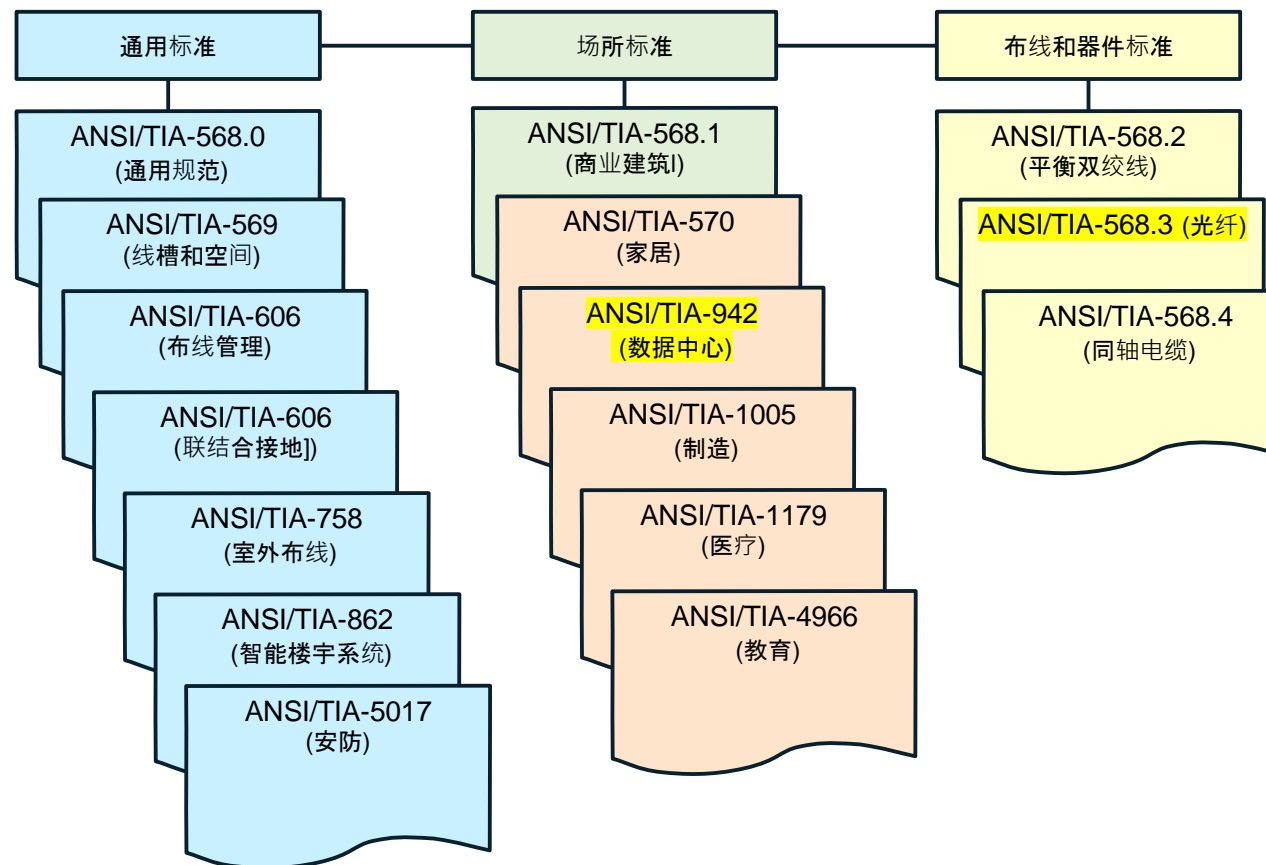 通用标准
ANSI/TIA-568.0
(通用规范)
ANSI/TIA-569
(线槽和空间)
ANSI/TIA-606
(布线管理)
ANSI/TIA-606
(联结合接地])
ANSI/TIA-758
(室外布线)
ANSI/TIA-862
(智能楼宇系统)
ANSI/TIA-5017
(安防)
场所标准
ANSI/TIA-568.1
(商业建筑I)
ANSI/TIA-570
(家居)
ANSI/TIA-942
(数据中心)
ANSI/TIA-1005
(制造)
ANSI/TIA-1179
(医疗)
ANSI/TIA-4966
(教育)
布线和器件标准
ANSI/TIA-568.2
(平衡双绞线)
ANSI/TIA-568.3 (光纤)
ANSI/TIA-568.4
(同轴电缆)